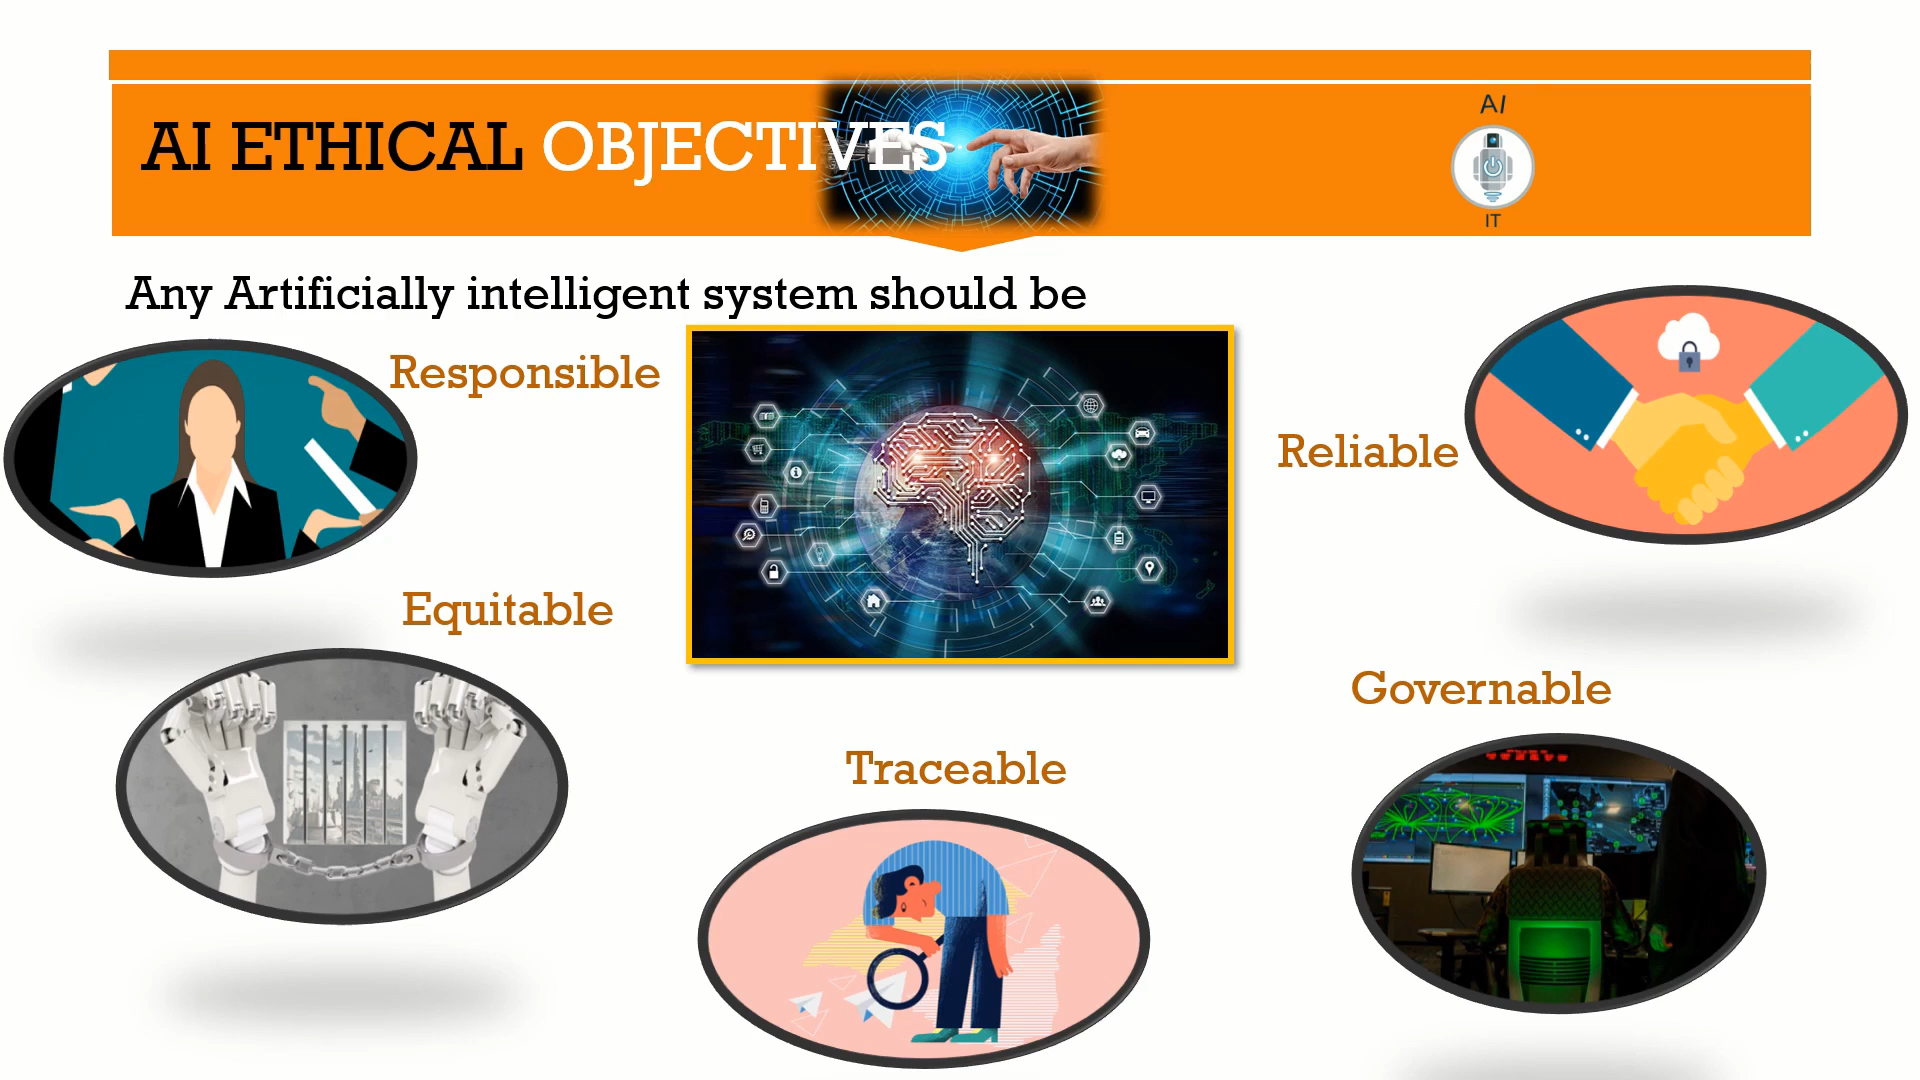 AI ETHICAL OBJECTIVES
AI
IT
Any Artificially intelligent system should be
Responsible
Reliable
Equitable
Governable
Traceable